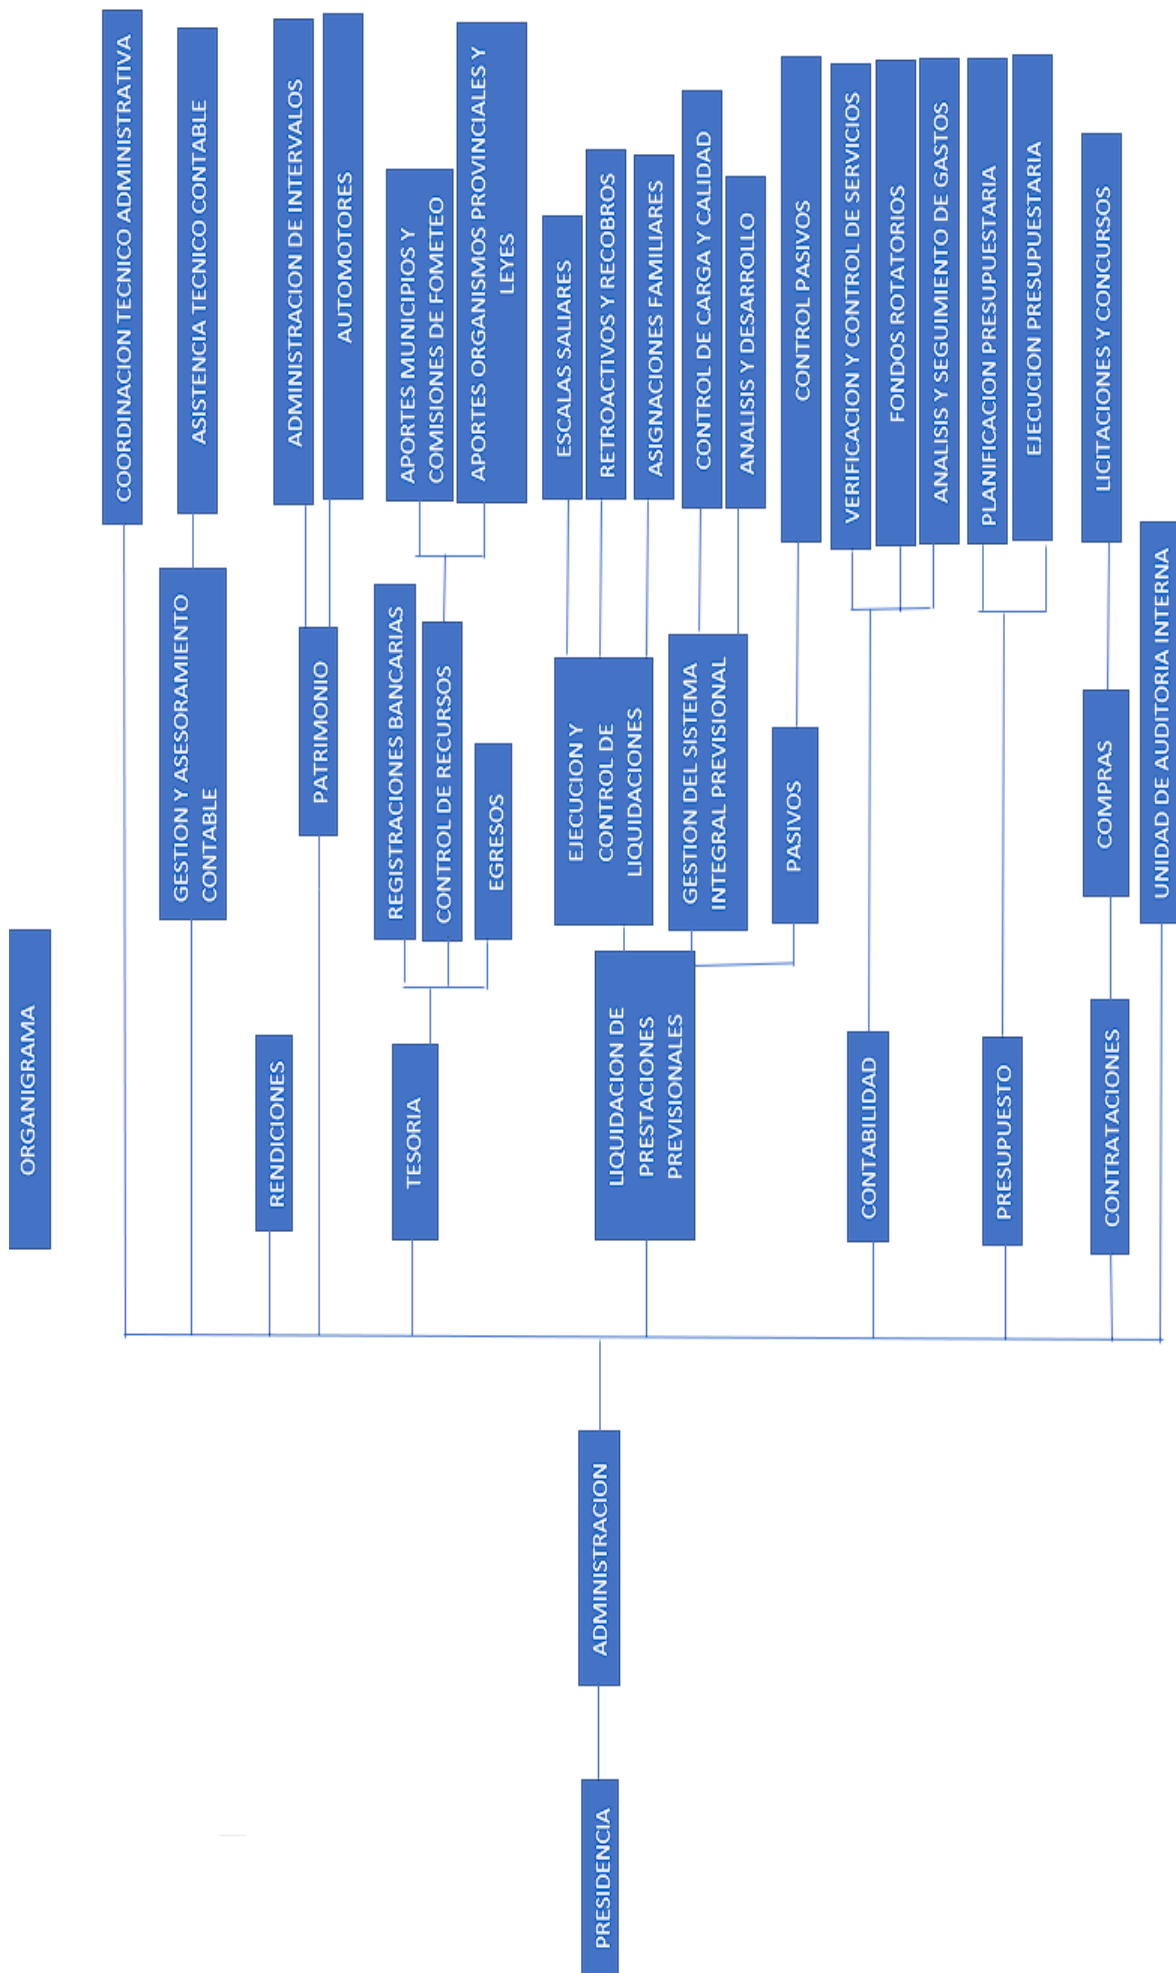 ORGANIGRAMA
COORDINACION TECNICO ADMINISTRATIVA
GESTION Y ASESORAMIENTO
CONTABLE
ASISTENCIA TECNICO CONTABLE
RENDICIONES
PATRIMONIO
ADMINISTRACION DE INTERVALOS
AUTOMOTORES
TESORIA
REGISTRACIONES BANCARIAS
CONTROL DE RECURSOS
EGRESOS
APORTES MUNICIPIOS Y
COMISIONES DE FOMETEO
APORTES ORGANISMOS PROVINCIALES Y
LEYES
PRESIDENCIA
ADMINISTRACION
LIQUIDACION DE
PRESTACIONES
PREVISIONALES
EJECUCION Y
CONTROL DE
LIQUIDACIONES
ESCALAS SALIARES
RETROACTIVOS Y RECOBROS
ASIGNACIONES FAMILIARES
GESTION DEL SISTEMA
INTEGRAL PREVISIONAL
CONTROL DE CARGA Y CALIDAD
ANALISIS Y DESARROLLO
PASIVOS
CONTROL PASIVOS
CONTABILIDAD
VERIFICACION Y CONTROL DE SERVICIOS
FONDOS ROTATORIOS
ANALISIS Y SEGUIMIENTO DE GASTOS
PRESUPUESTO
PLANIFICACION PRESUPUESTARIA
EJECUCION PRESUPUESTARIA
CONTRATACIONES
COMPRAS
LICITACIONES Y CONCURSOS
UNIDAD DE AUDITORIA INTERNA